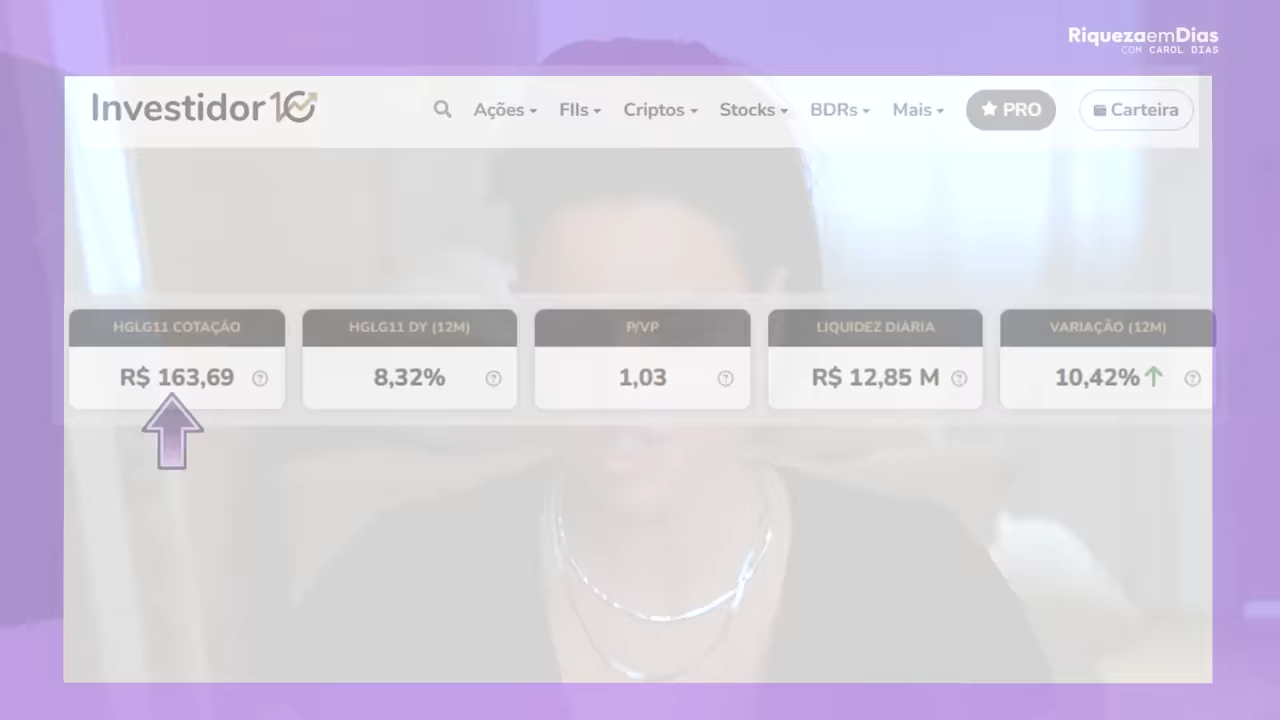 RiquezaemDias
COM CAROL DIAS
Investidor10
Ações
FIIs
Criptos
Stocks
BDRs
Mais
PRO
Carteira
HGLG11 COTAÇÃO
R$ 163,69
HGLG11 DY (12M)
8,32%
P/VP
1,03
LIQUIDEZ DIÁRIA
R$ 12,85 M
VARIAÇÃO (12M)
10,42%